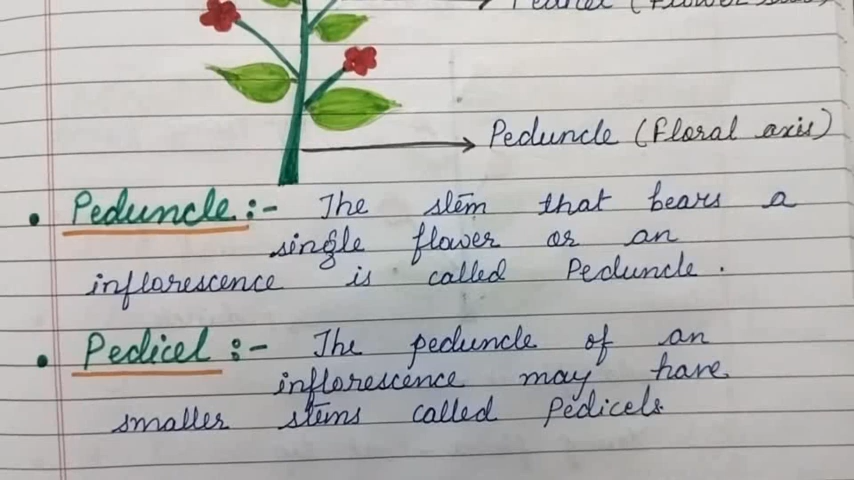 (Flower
Peduncle (Floral axis)
• Peduncle :- The stem that bears a
single flower or an
inflorescence is called Peduncle.
• Pedicel :- The peduncle of an
inflorescence may have
smaller stems called Pedicels.